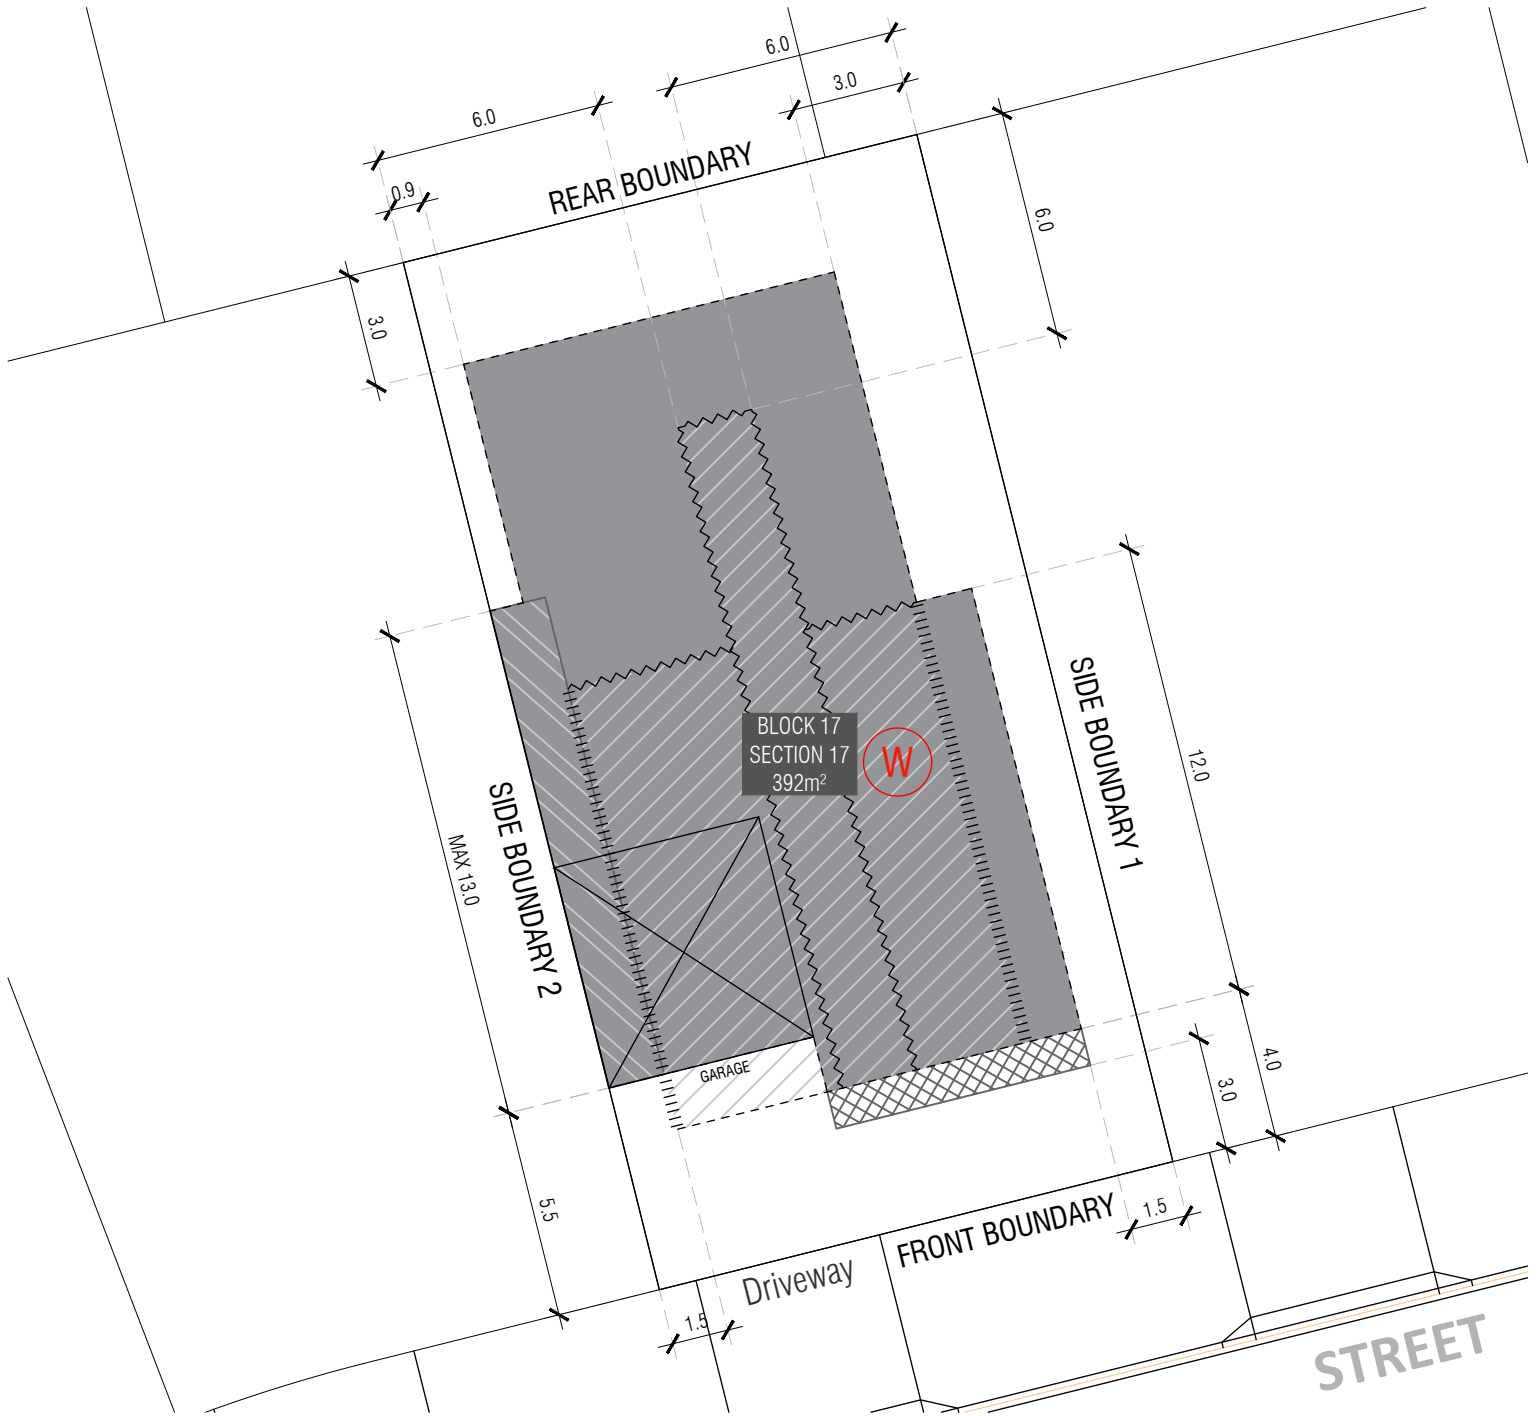 6.0
6.0
3.0
0.9
REAR BOUNDARY
6.0
3.0
SIDE BOUNDARY 1
12.0
BLOCK 17
SECTION 17
392m²
W
SIDE BOUNDARY 2
MAX 13.0
GARAGE
4.0
3.0
5.5
1.5
FRONT BOUNDARY
Driveway
1.5
STREET